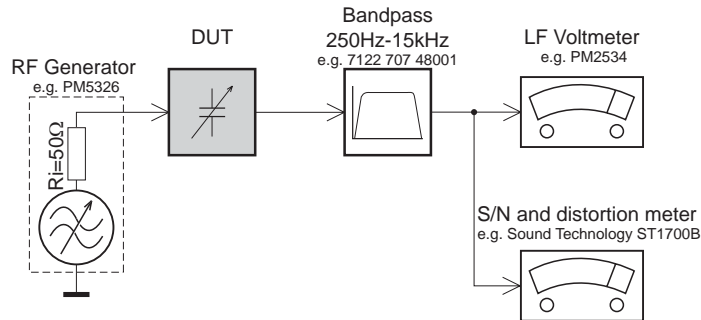 Bandpass
250Hz-15kHz
e.g. 7122 707 48001
DUT
LF Voltmeter
e.g. PM2534
RF Generator
e.g. PM5326
Ri=50Ω
S/N and distortion meter
e.g. Sound Technology ST1700B